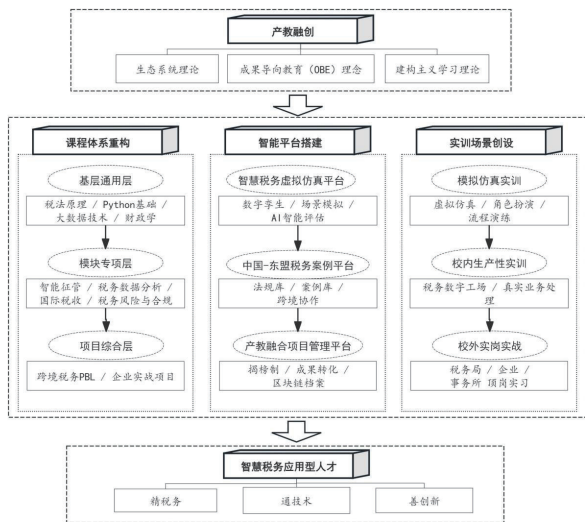 产教融创
生态系统理论
成果导向教育（OBE）理念
建构主义学习理论
课程体系重构
基层通用层
税法原理 / Python基础 /
大数据技术 / 财政学
模块专项层
智能征管 / 税务数据分析 /
国际税收 / 税务风险与合规
项目综合层
跨境税务PBL / 企业实战项目
智能平台搭建
智慧税务虚拟仿真平台
数字孪生 / 场景模拟 /
AI智能评估
中国-东盟税务案例平台
法规库 / 案例库 /
跨境协作
产教融合项目管理平台
揭榜制 / 成果转化 /
区块链档案
实训场景创设
模拟仿真实训
虚拟仿真 / 角色扮演 /
流程演练
校内生产性实训
税务数字工场 / 真实业务处
理
校外实岗实战
税务局 / 企业 /
事务所 顶岗实习
智慧税务应用型人才
精税务
通技术
善创新